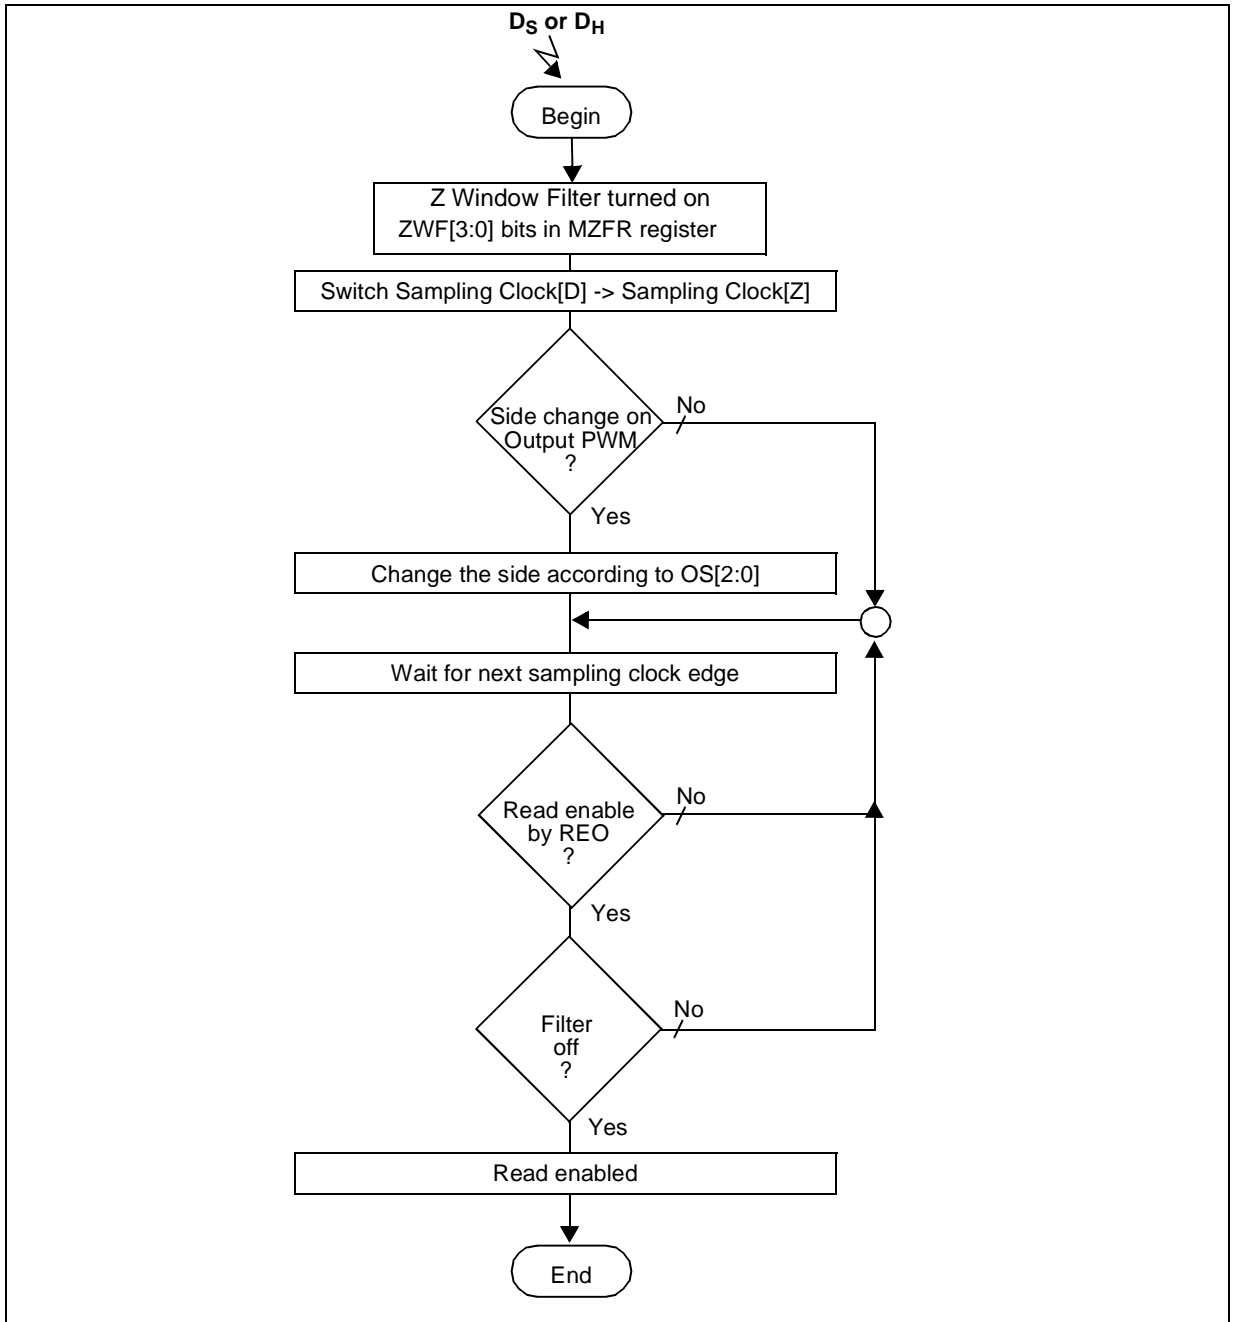 DS or DH
Begin
Z Window Filter turned on
ZWF[3:0] bits in MZFR register
Switch Sampling Clock[D] -> Sampling Clock[Z]
Side change on
Output PWM
?
No
Yes
Change the side according to OS[2:0]
Wait for next sampling clock edge
Read enable
by REO
?
No
Yes
Filter
off
?
No
Yes
Read enabled
End